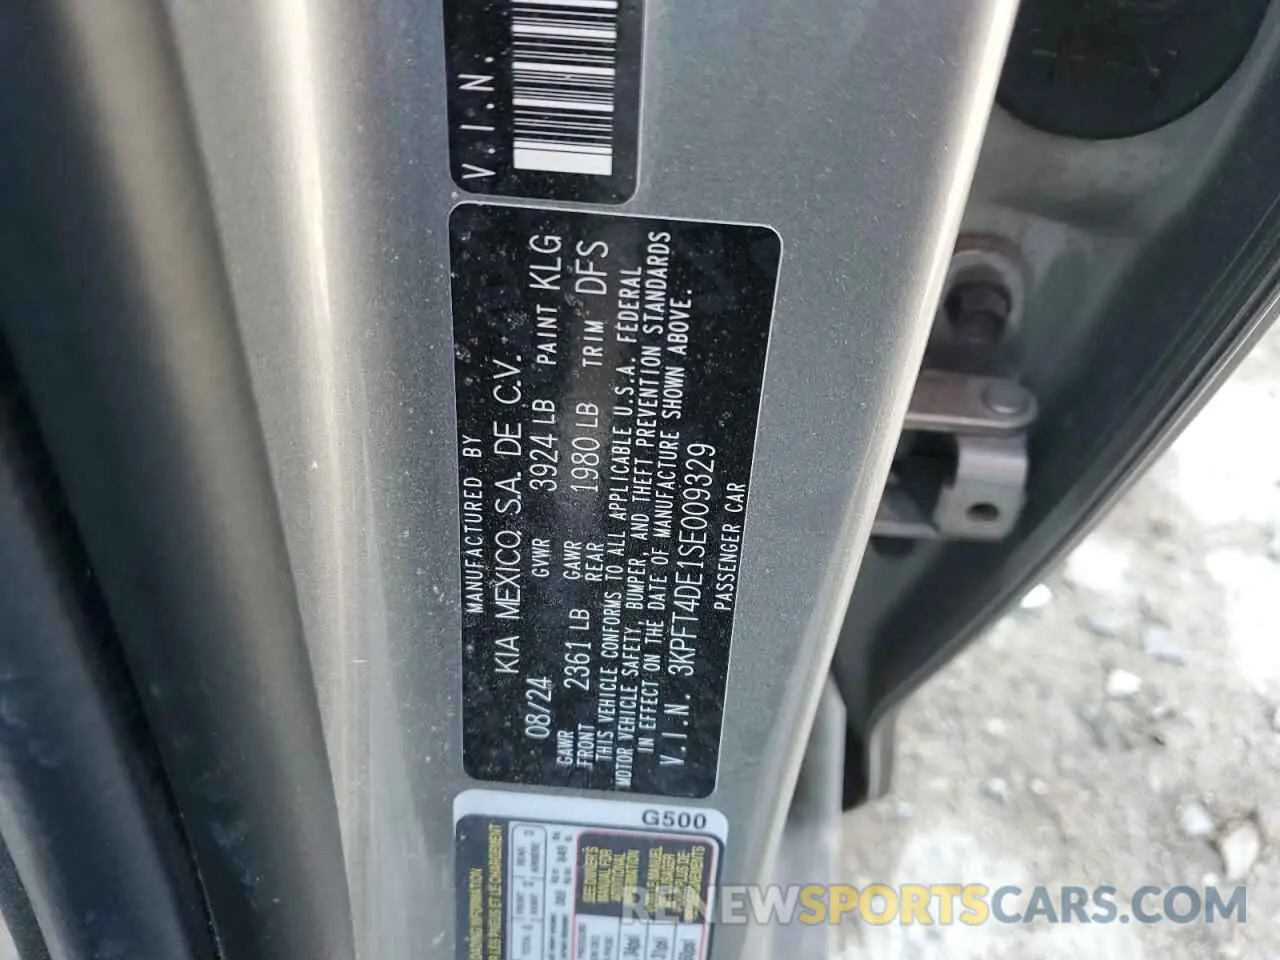 V.I.N.
MANUFACTURED BY
KIA MEXICO S.A. DE C.V.
08/24 GVWR 3924 LB PAINT KLG
GAWR FRONT 2361 LB GAWR REAR 1980 LB TRIM DFS
THIS VEHICLE CONFORMS TO ALL APPLICABLE U.S.A. FEDERAL
MOTOR VEHICLE SAFETY, BUMPER, AND THEFT PREVENTION STANDARDS
IN EFFECT ON THE DATE OF MANUFACTURE SHOWN ABOVE.
V.I.N. 3KPFT4DE1SE009329
PASSENGER CAR
G500
RENEWSPORTSCARS.COM